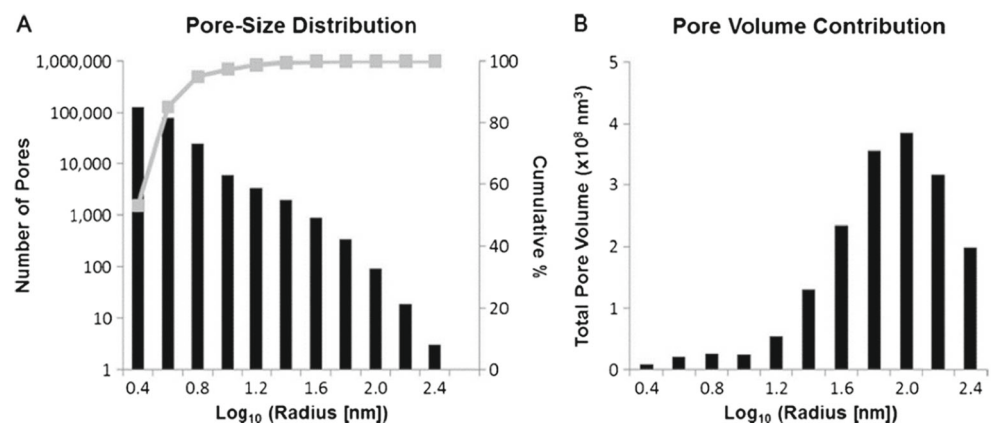 A
Pore-Size Distribution
Number of Pores
1,000,000
100,000
10,000
1,000
100
10
1
100
80
60
40
20
0
Cumulative %
0.4 0.8 1.2 1.6 2.0 2.4
Log₁₀ (Radius [nm])
B
Pore Volume Contribution
Total Pore Volume (x10⁸ nm³)
5
4
3
2
1
0
0.4 0.8 1.2 1.6 2.0 2.4
Log₁₀ (Radius [nm])